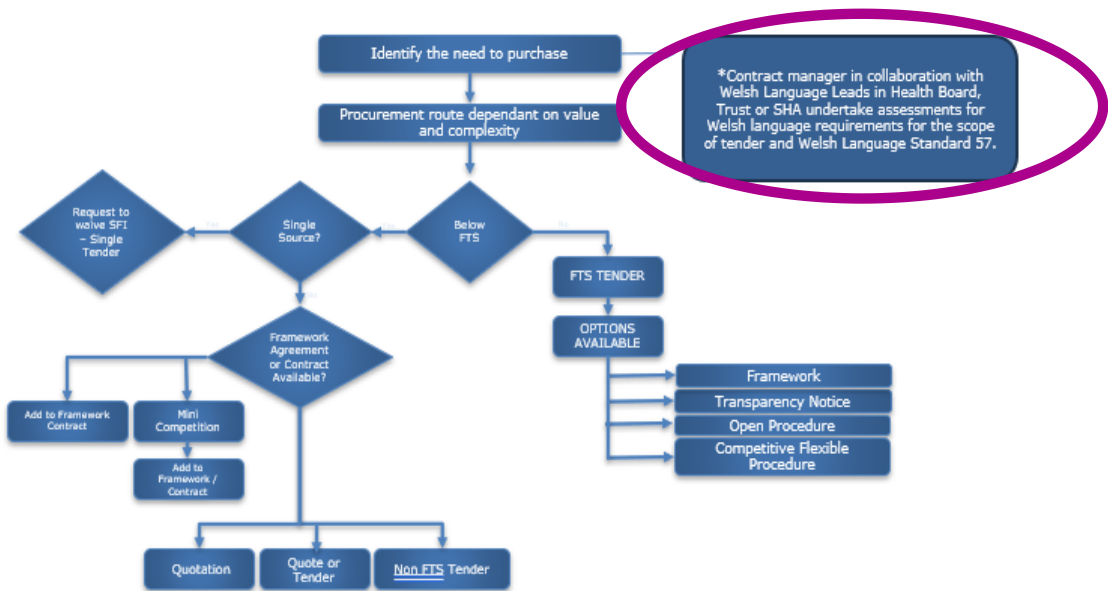 Identify the need to purchase
*Contract manager in collaboration with
Welsh Language Leads in Health Board,
Trust or SHA undertake assessments for
Welsh language requirements for the scope
of tender and Welsh Language Standard 57.
Procurement route dependant on value
and complexity
Request to
waive SFI
– Single
Tender
Yes
Single
Source?
Yes
Below
FTS
No
FTS TENDER
OPTIONS
AVAILABLE
Framework
Agreement
or Contract
Available?
Framework
Transparency Notice
Open Procedure
Competitive Flexible
Procedure
Add to Framework
Contract
Mini
Competition
Add to
Framework /
Contract
Quotation
Quote or
Tender
Non FTS Tender